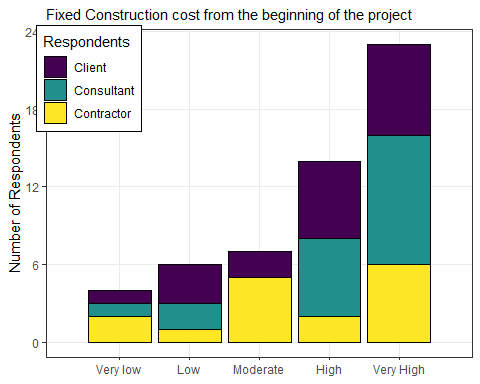 Fixed Construction cost from the beginning of the project
Respondents
Client
Consultant
Contractor
Number of Respondents
24
18
12
6
0
Very low
Low
Moderate
High
Very High